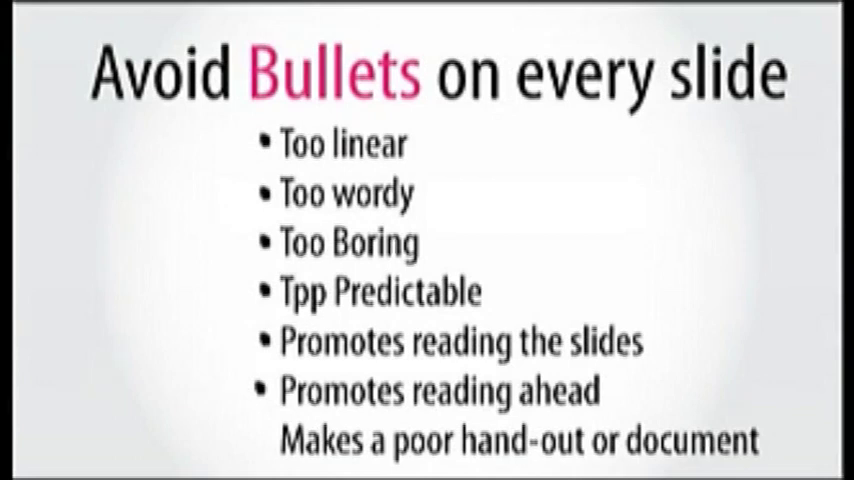 Avoid Bullets on every slide
• Too linear
• Too wordy
• Too Boring
• Tpp Predictable
• Promotes reading the slides
• Promotes reading ahead
Makes a poor hand-out or document